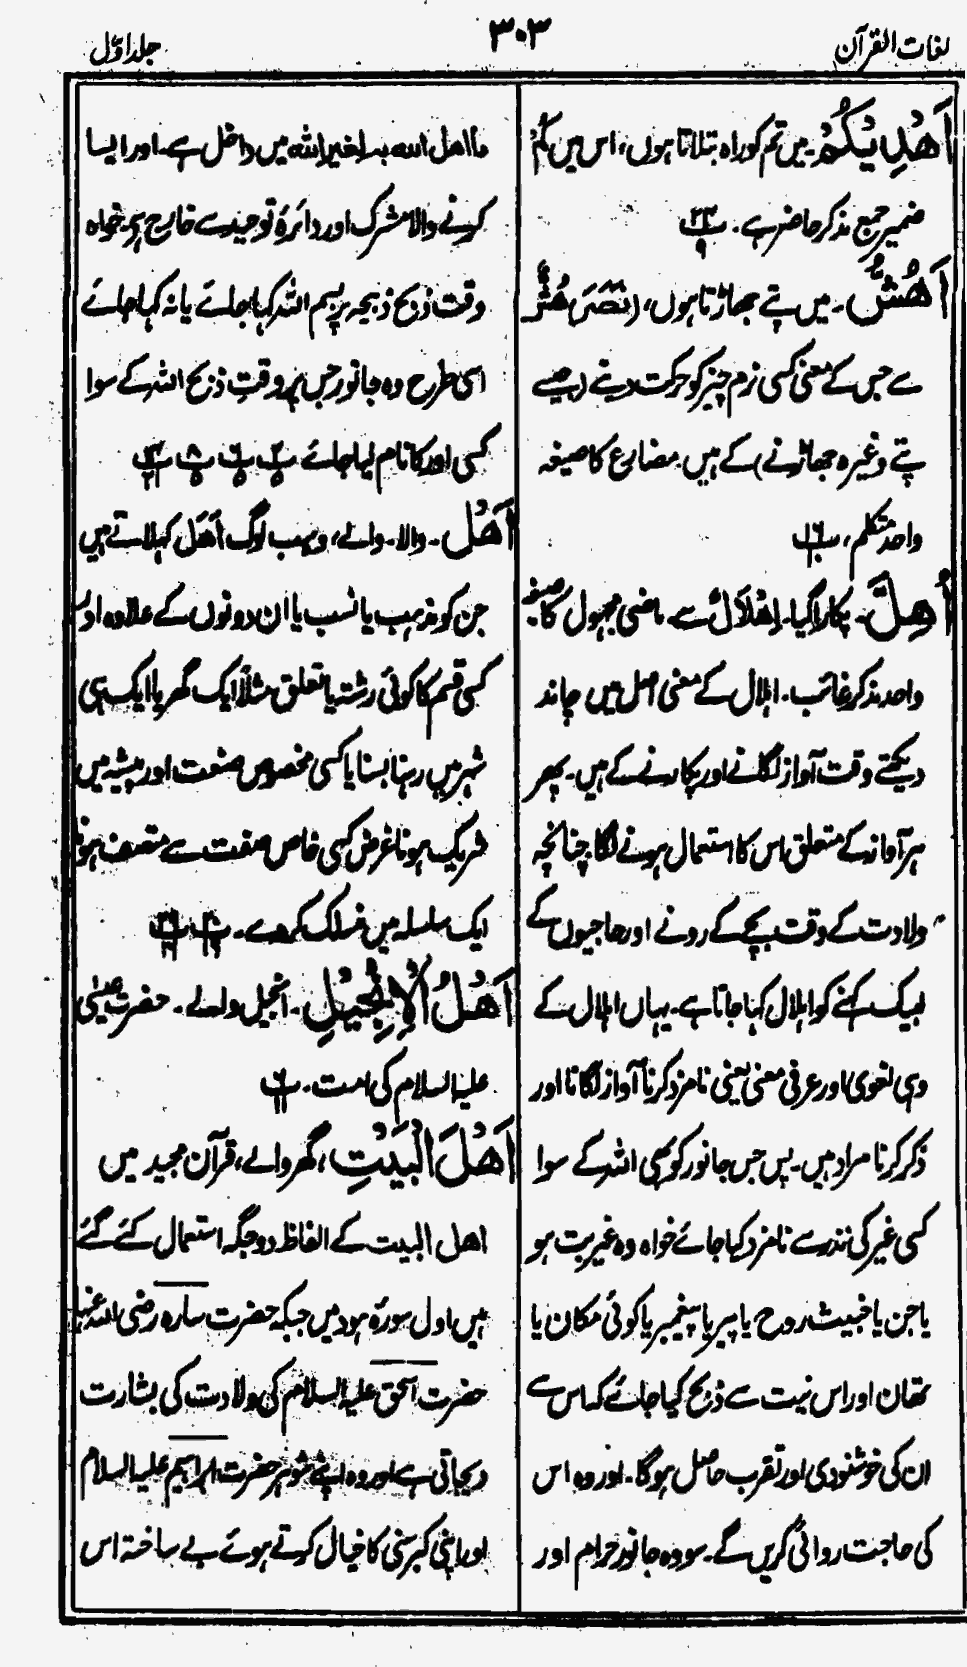 لغات القرآن
۳۰۳
جلد اوّل
اَھْدِیْکُمْ۔ میں تم کو راہ بتلاتا ہوں، اس میں کُمْ
ضمیر جمع مذکر حاضر ہے۔ پ۲۴ ۹
اَھُشُّ۔ میں پتے جھاڑتا ہوں، (نَصَرَ) ھُشٌّ
سے جس کے معنی کسی نرم چیز کو حرکت دینے (جیسے
پتے وغیرہ جھاڑنے) کے ہیں۔ مضارع کا صیغہ
واحد متکلم، پ۱۶ ۱۰
اُھِلَّ۔ پکارا گیا۔ اِھْلَالٌ سے ماضی مجہول کا صیغہ
واحد مذکر غائب۔ اہلال کے معنی اصل میں چاند
دیکھتے وقت آواز لگانے اور پکارنے کے ہیں۔ پھر
ہر آواز کے متعلق اس کا استعمال ہونے لگا چنانچہ
ولادت کے وقت بچے کے رونے اور حاجیوں کے
لبیک کہنے کو اہلال کہا جاتا ہے۔ یہاں اہلال کے
وہی لغوی اور عرفی معنی یعنی نامزد کرنا آواز لگانا اور
ذکر کرنا مراد ہیں۔ پس جس جانور کو بھی اللہ کے سوا
کسی غیر کی نذر سے نامزد کیا جائے خواہ وہ غیر بت ہو
یا جن یا خبیث روح، یا پیر یا پیغمبر یا کوئی مکان یا
تھان اور اس نیت سے ذبح کیا جائے کہ اس سے
ان کی خوشنودی اور تقرب حاصل ہوگا۔ اور وہ اس
کی حاجت روائی کریں گے۔ سو وہ جانور حرام اور
مااھل اللہ بہ لغیر اللہ میں داخل ہے۔ اور ایسا
کرنے والا مشرک اور دائرۂ توحید سے خارج ہے خواہ
وقت ذبح ذبیحہ پر بسم اللہ کہا جائے یا نہ کہا جائے
اسی طرح وہ جانور جس پر وقتِ ذبح اللہ کے سوا
کسی اور کا نام لیا جائے
اَھْلُ۔ والا۔ والے، وہ سب لوگ اَھْل کہلاتے ہیں
جن کو مذہب یا نسب یا ان دونوں کے علاوہ اور
کسی قسم کا کوئی رشتہ یا تعلق مثلاً ایک گھر یا ایک ہی
شہر میں رہنا بسنا یا کسی مخصوص صنعت اور پیشہ میں
شریک ہونا غرض کسی خاص صفت سے متصف ہونا
ایک سلسلہ میں منسلک کر دے۔
اَھْلُ الْاِنْجِیْلِ۔ انجیل والے۔ حضرت عیسٰی
علیہ السلام کی امت۔ پ۶ ۱۱
اَھْلَ الْبَیْتِ، گھر والے، قرآن مجید میں
اھل البیت کے الفاظ دو جگہ استعمال کئے گئے
ہیں اول سورۂ ہود میں جبکہ حضرت سارہ رضی اللہ عنہا
حضرت اسحٰق علیہ السلام کی ولادت کی بشارت
دیجاتی ہے اور وہ اپنے شوہر حضرت ابراہیم علیہ السلام
اور اپنی کبرسنی کا خیال کرتے ہوئے بے ساختہ اس